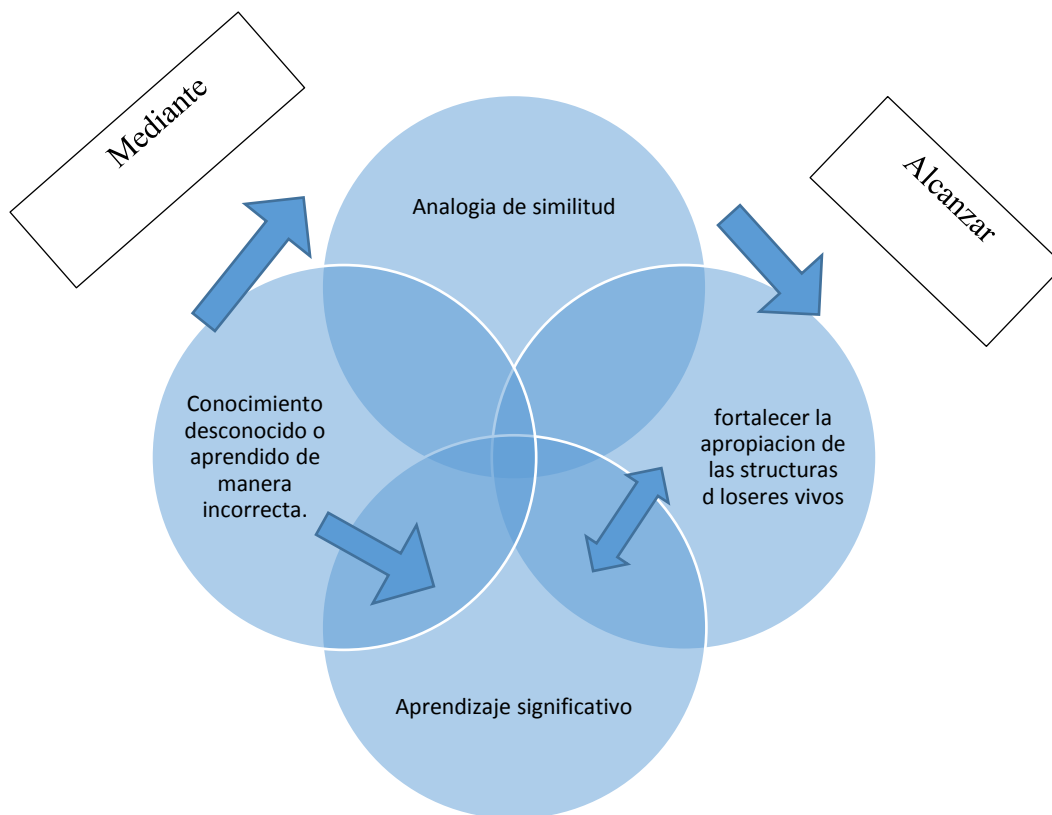 Mediante
Alcanzar
Analogia de similitud
Conocimiento
desconocido o
aprendido de
manera
incorrecta.
fortalecer la
apropiacion de
las structuras
d loseres vivos
Aprendizaje significativo